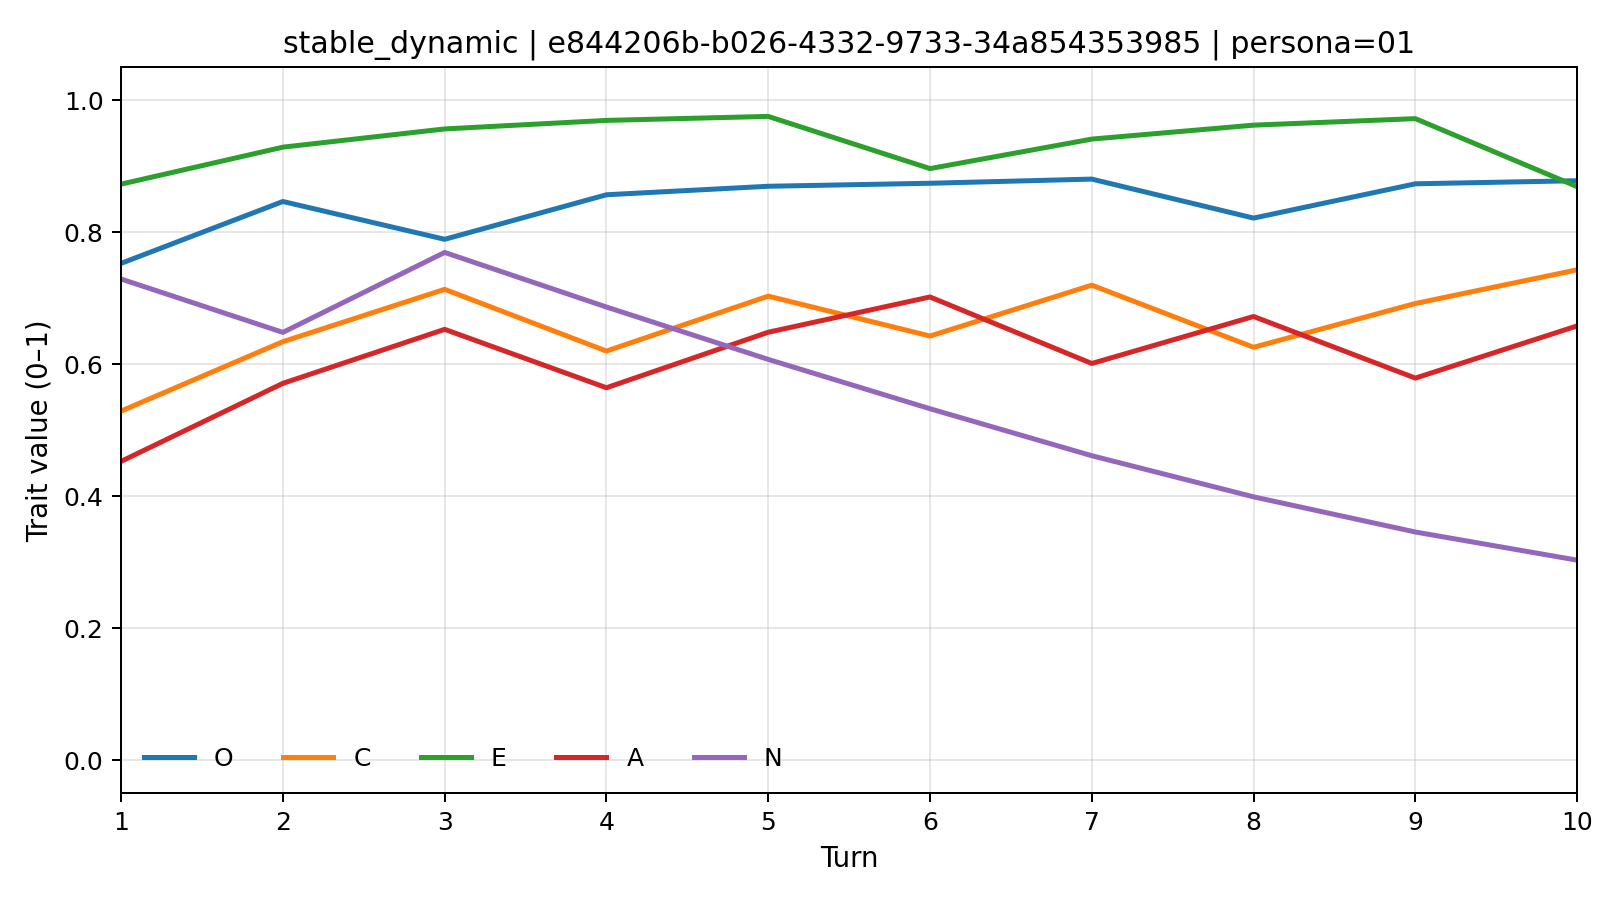 stable_dynamic | e844206b-b026-4332-9733-34a854353985 | persona=01
Trait value (0–1)
1.0
0.8
0.6
0.4
0.2
0.0
O C E A N
1 2 3 4 5 6 7 8 9 10
Turn